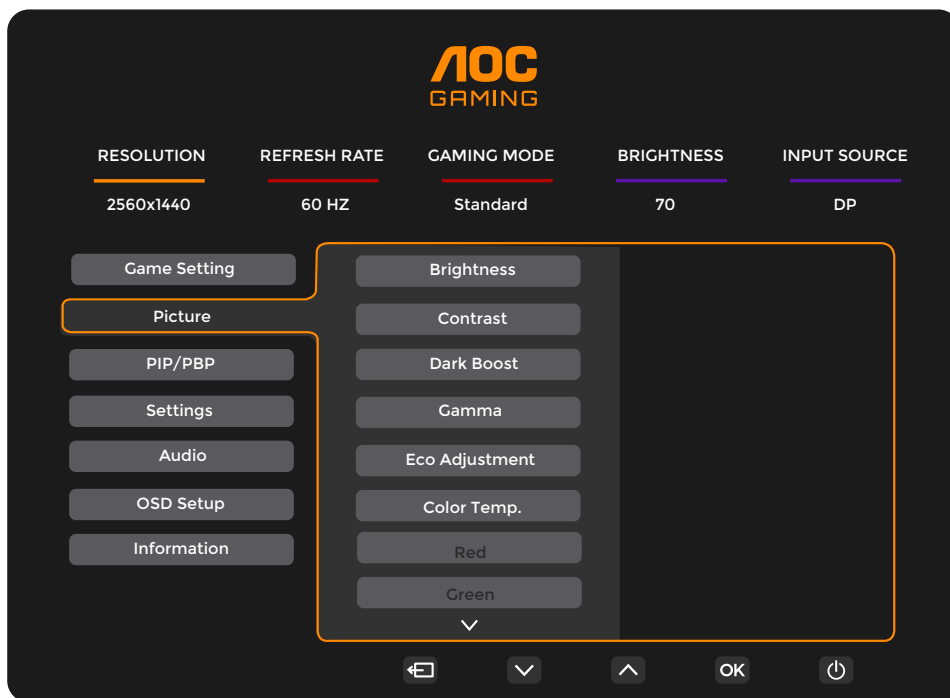 AOC
GAMING
RESOLUTION REFRESH RATE GAMING MODE BRIGHTNESS INPUT SOURCE
2560x1440 60 HZ Standard 70 DP
Game Setting
Picture
PIP/PBP
Settings
Audio
OSD Setup
Information
Brightness
Contrast
Dark Boost
Gamma
Eco Adjustment
Color Temp.
Red
Green
OK